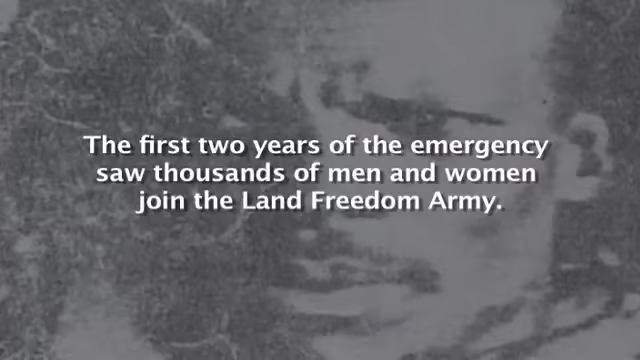 The first two years of the emergency
saw thousands of men and women
join the Land Freedom Army.